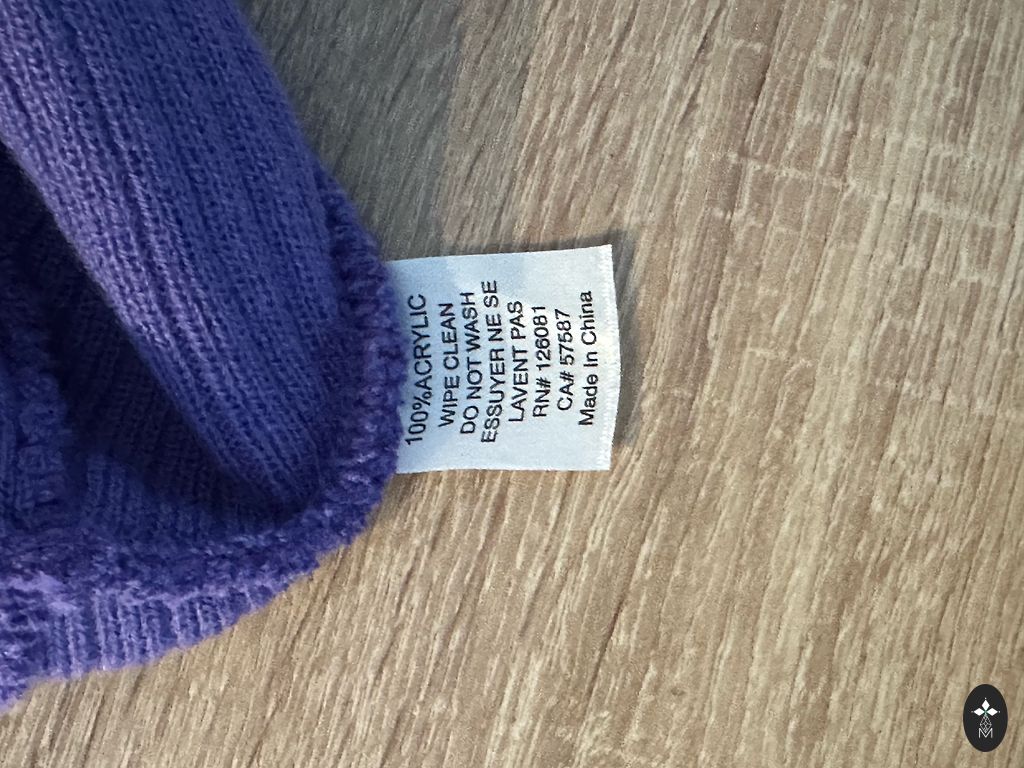 100%ACRYLIC
WIPE CLEAN
DO NOT WASH
ESSUYER NE SE
LAVENT PAS
RN# 126081
CA# 57587
Made In China
M